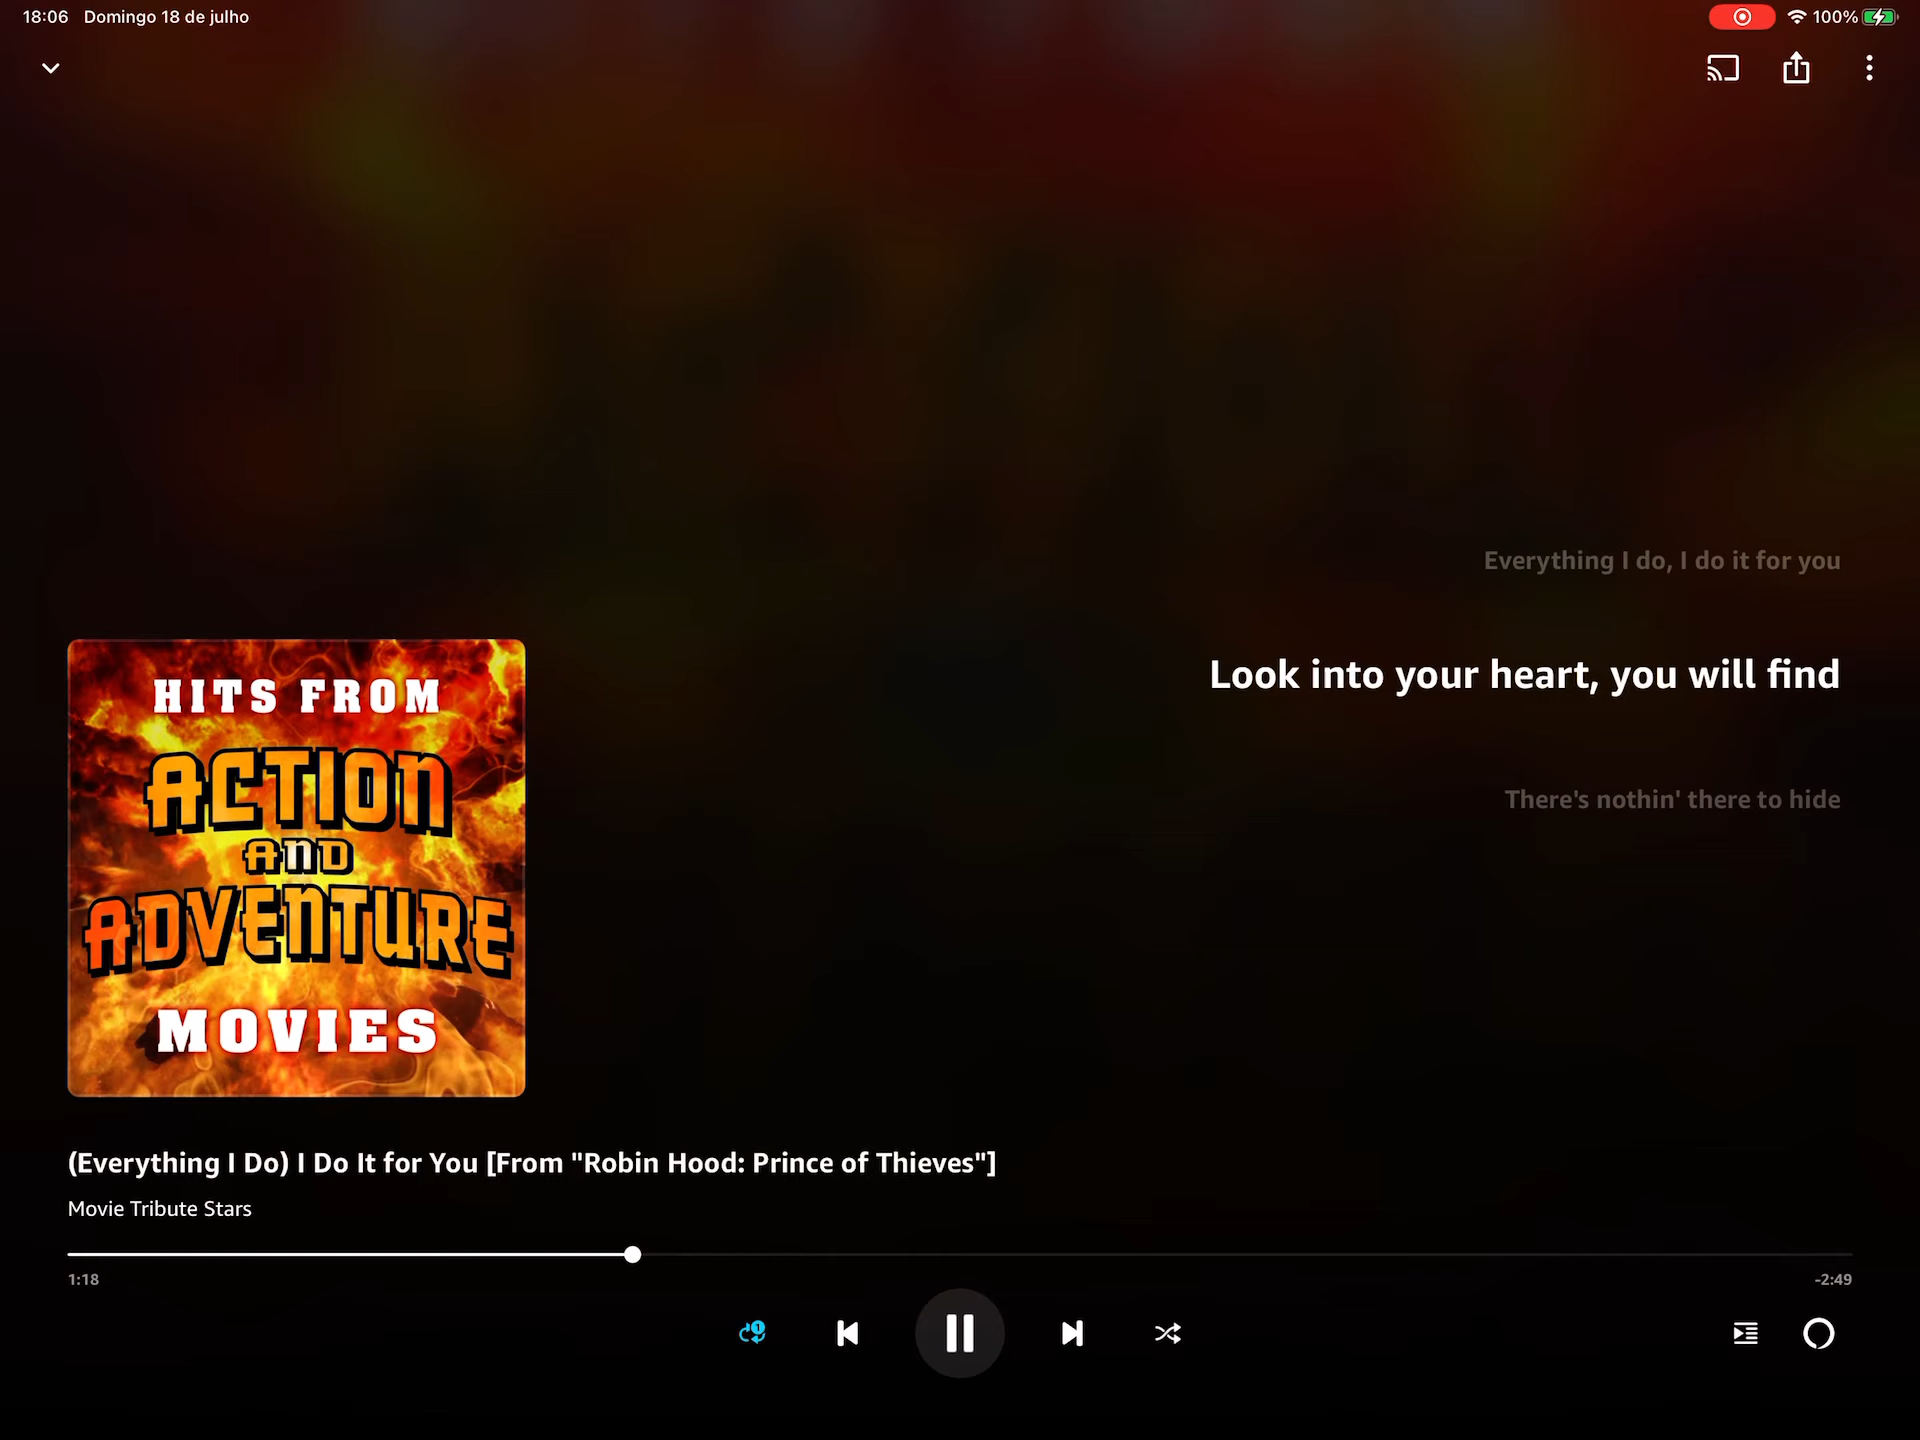 18:06 Domingo 18 de julho
100%
Everything I do, I do it for you
Look into your heart, you will find
There's nothin' there to hide
HITS FROM
ACTION
AND
ADVENTURE
MOVIES
(Everything I Do) I Do It for You [From "Robin Hood: Prince of Thieves"]
Movie Tribute Stars
1:18
-2:49
1